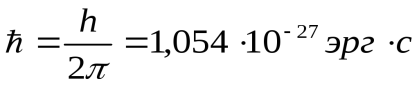 ℏ = h / 2π = 1,054 · 10⁻²⁷ эрг · с